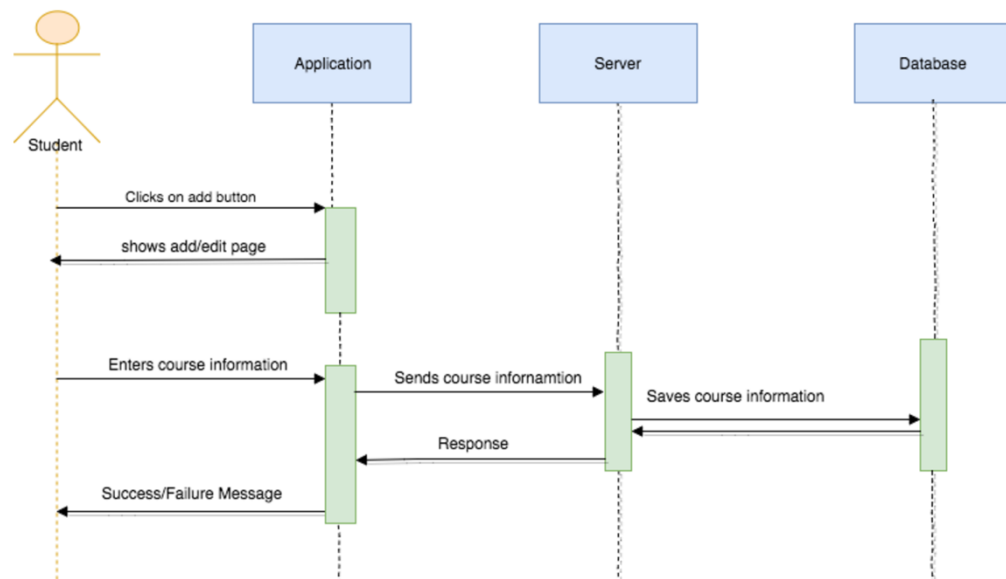 Application
Server
Database
Student
Clicks on add button
shows add/edit page
Enters course information
Sends course infornamtion
Saves course information
Response
Success/Failure Message